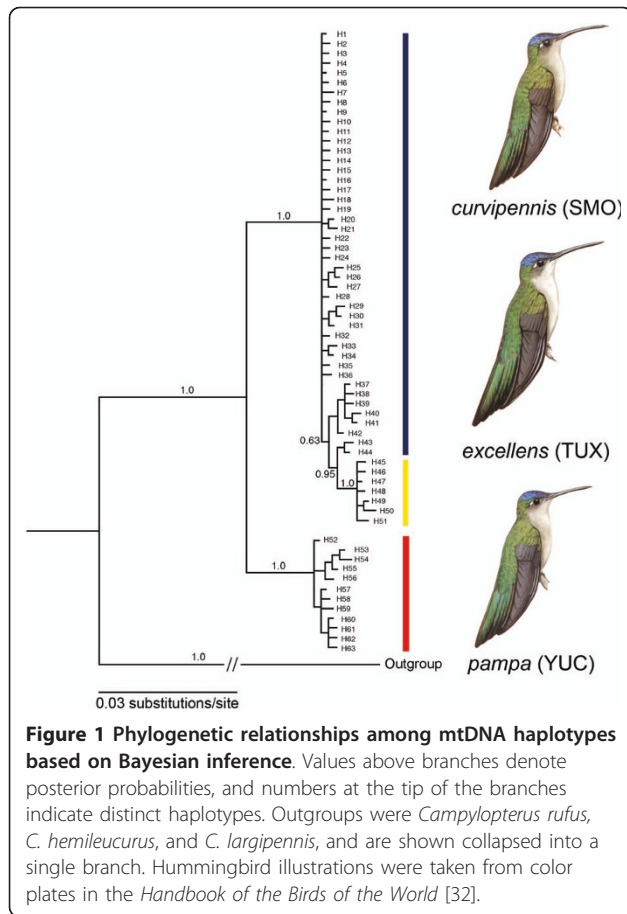 H1
H2
H3
H4
H5
H6
H7
H8
H9
H10
H11
H12
H13
H14
H15
H16
H17
H18
H19
H20
H21
H22
H23
H24
H25
H26
H27
H28
H29
H30
H31
H32
H33
H34
H35
H36
H37
H38
H39
H40
H41
H42
H43
H44
H45
H46
H47
H48
H49
H50
H51
H52
H53
H54
H55
H56
H57
H58
H59
H60
H61
H62
H63
1.0
1.0
0.63
0.95
1.0
1.0
1.0
//
Outgroup
0.03 substitutions/site
curvipennis (SMO)
excellens (TUX)
pampa (YUC)
Figure 1 Phylogenetic relationships among mtDNA haplotypes
based on Bayesian inference. Values above branches denote
posterior probabilities, and numbers at the tip of the branches
indicate distinct haplotypes. Outgroups were Campylopterus rufus,
C. hemileucurus, and C. largipennis, and are shown collapsed into a
single branch. Hummingbird illustrations were taken from color
plates in the Handbook of the Birds of the World [32].